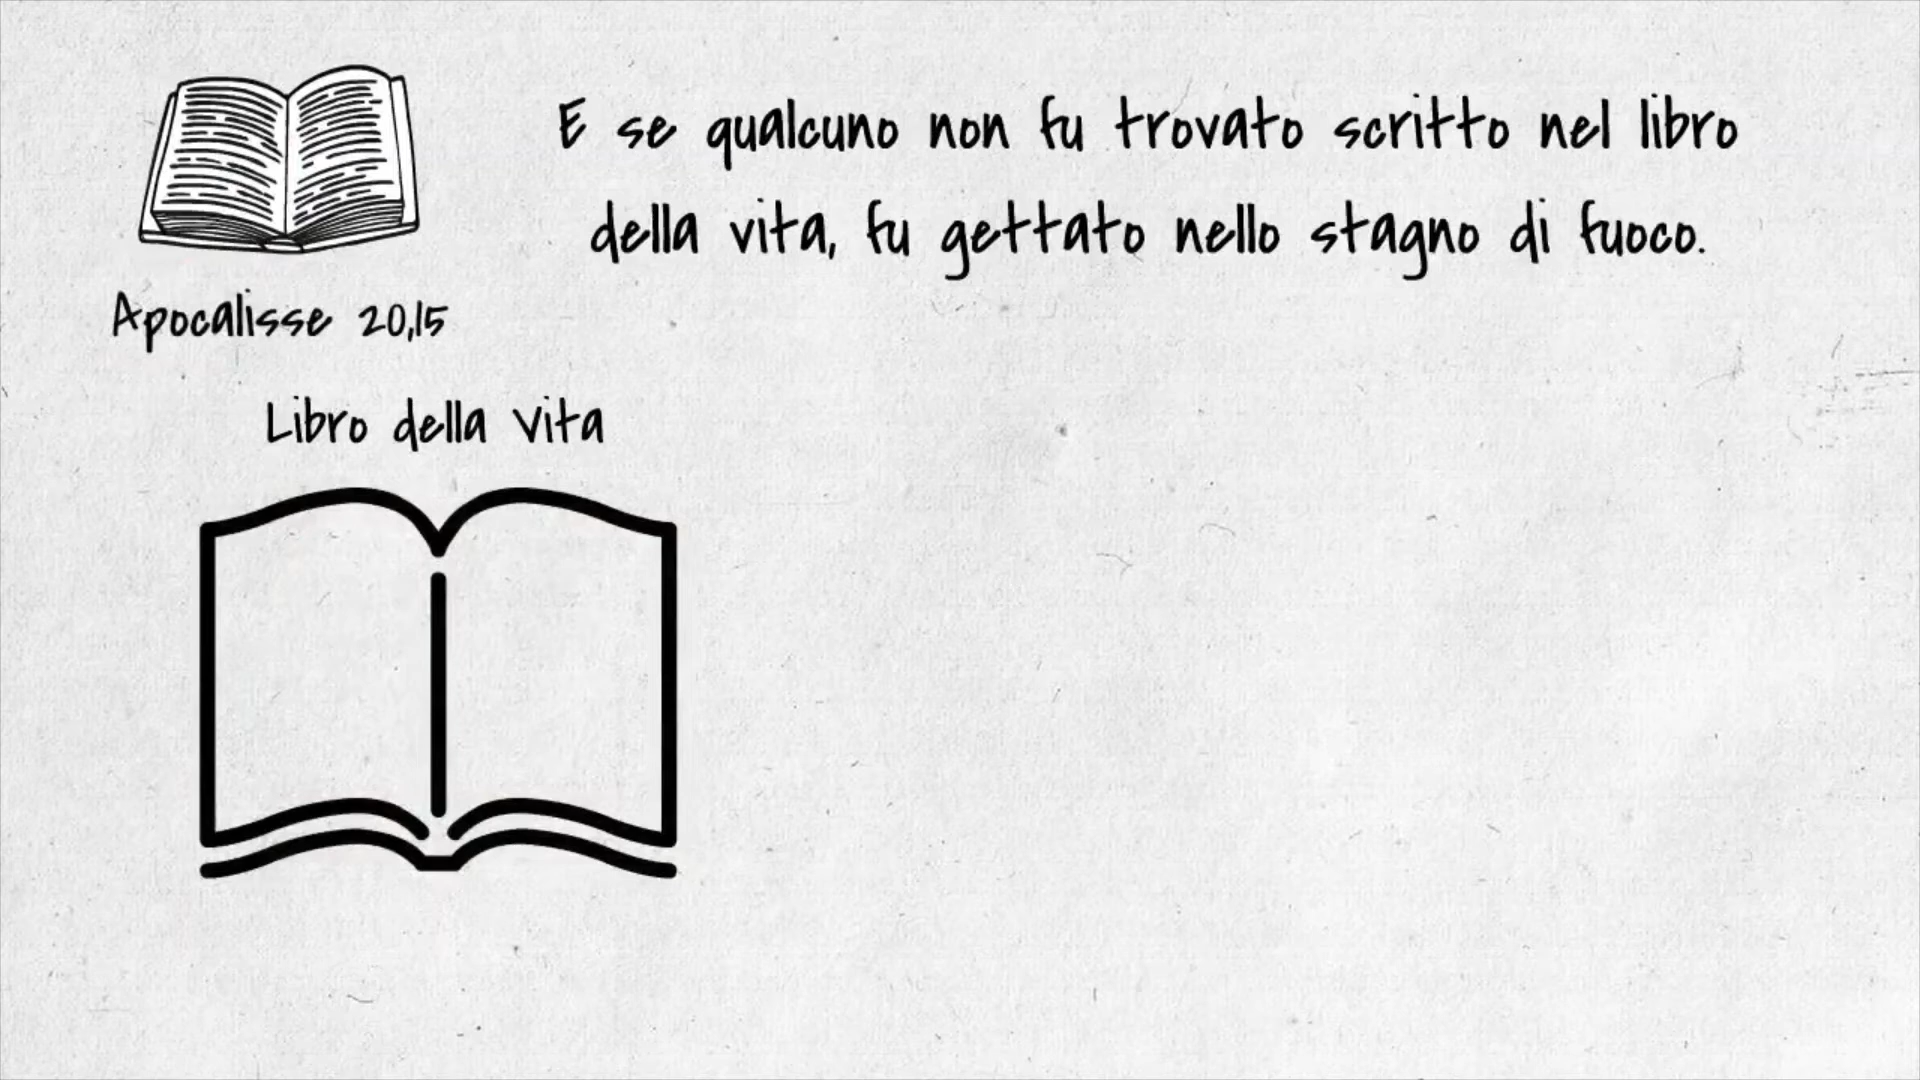 E se qualcuno non fu trovato scritto nel libro
della vita, fu gettato nello stagno di fuoco.
Apocalisse 20,15
Libro della Vita